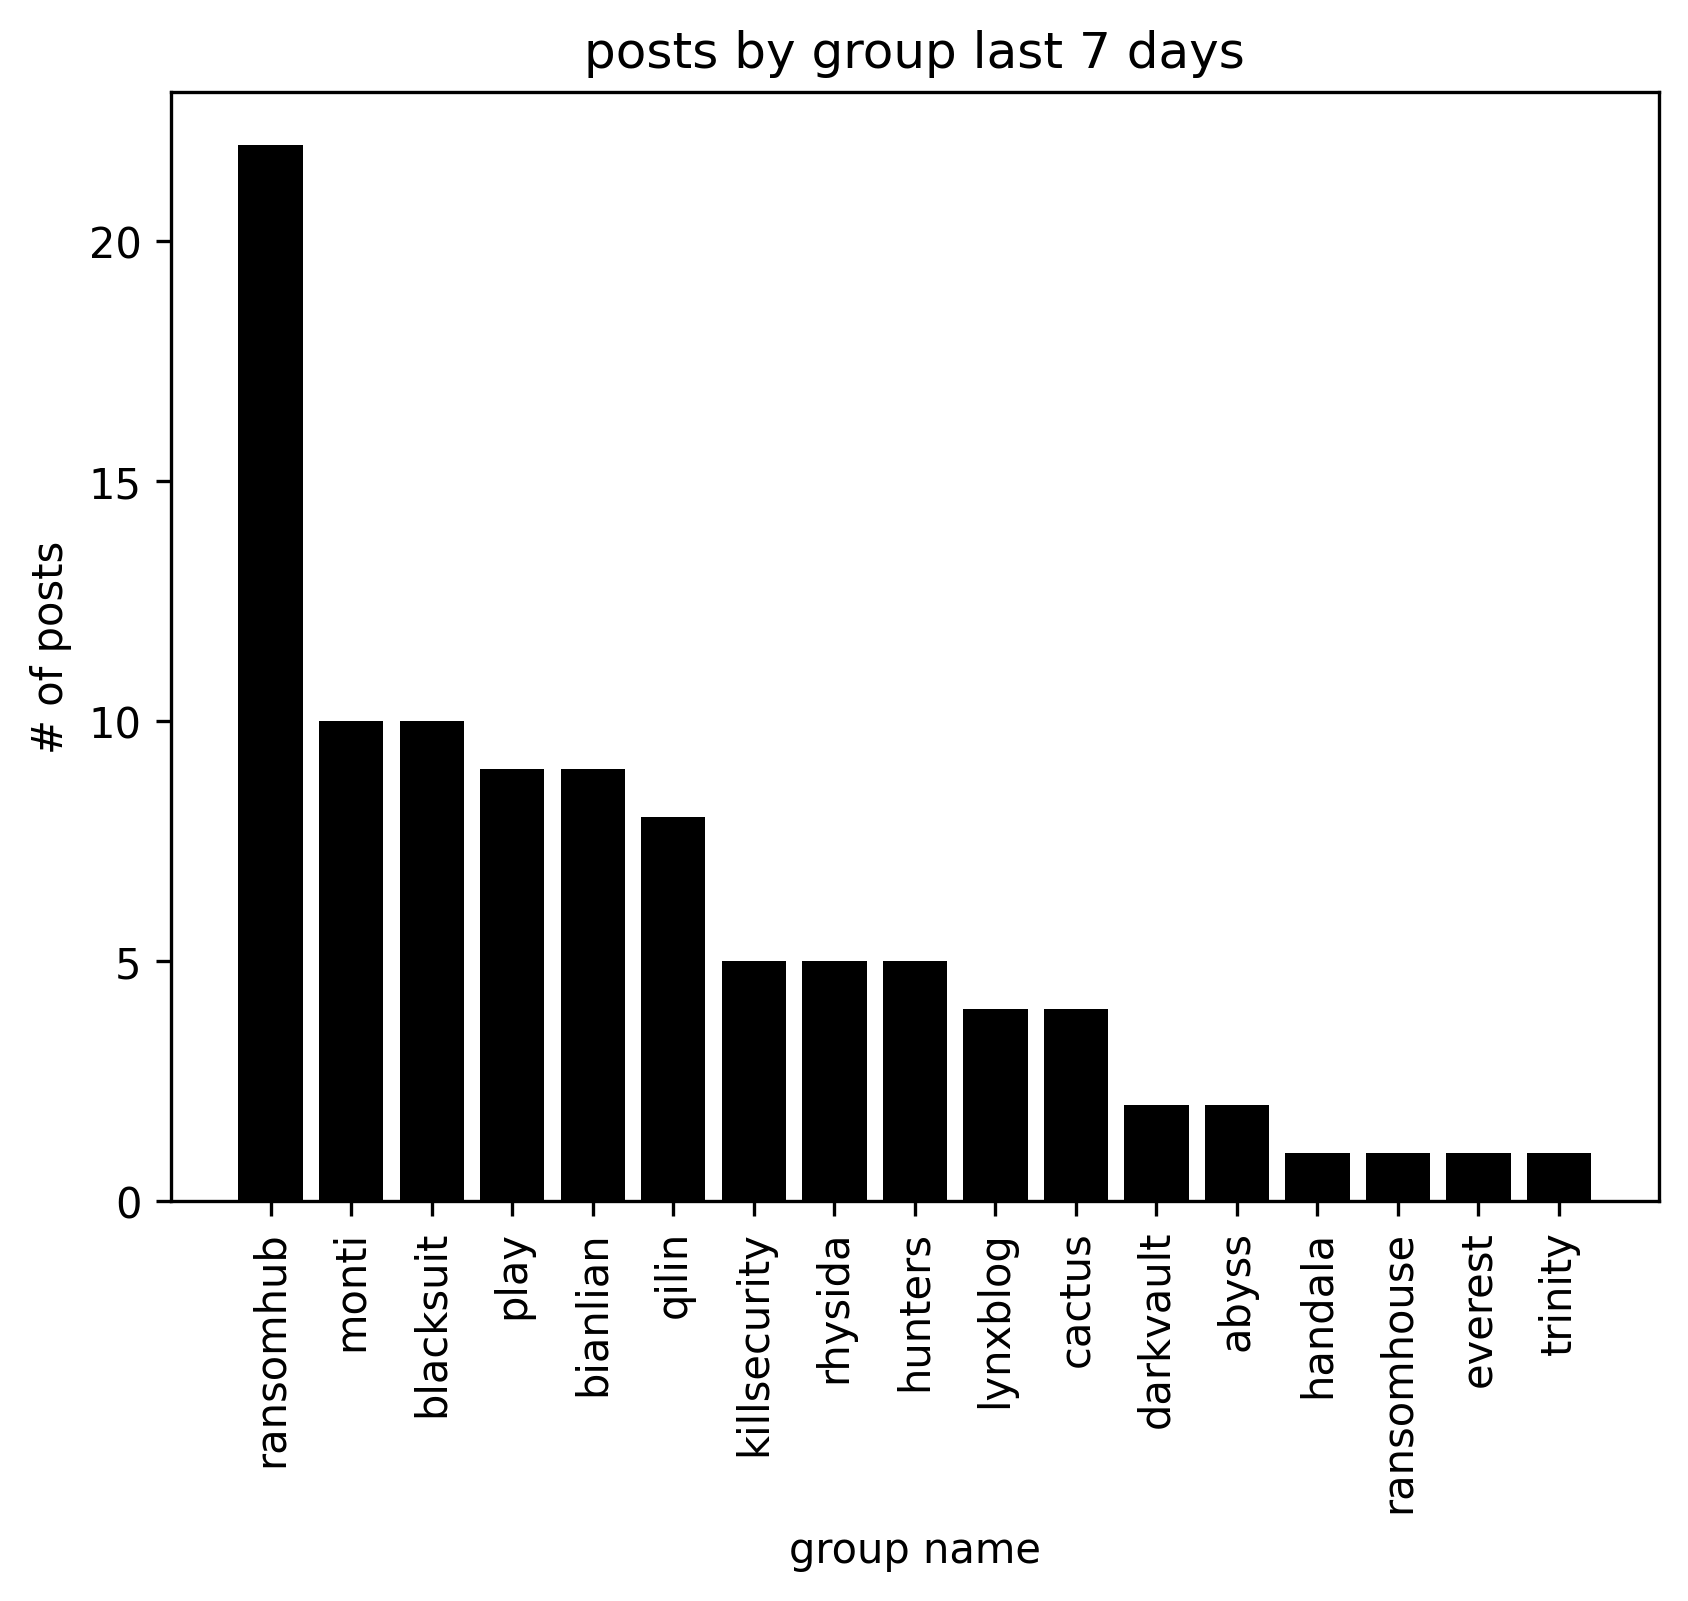 posts by group last 7 days
# of posts
20
15
10
5
0
ransomhub
monti
blacksuit
play
bianlian
qilin
killsecurity
rhysida
hunters
lynxblog
cactus
darkvault
abyss
handala
ransomhouse
everest
trinity
group name